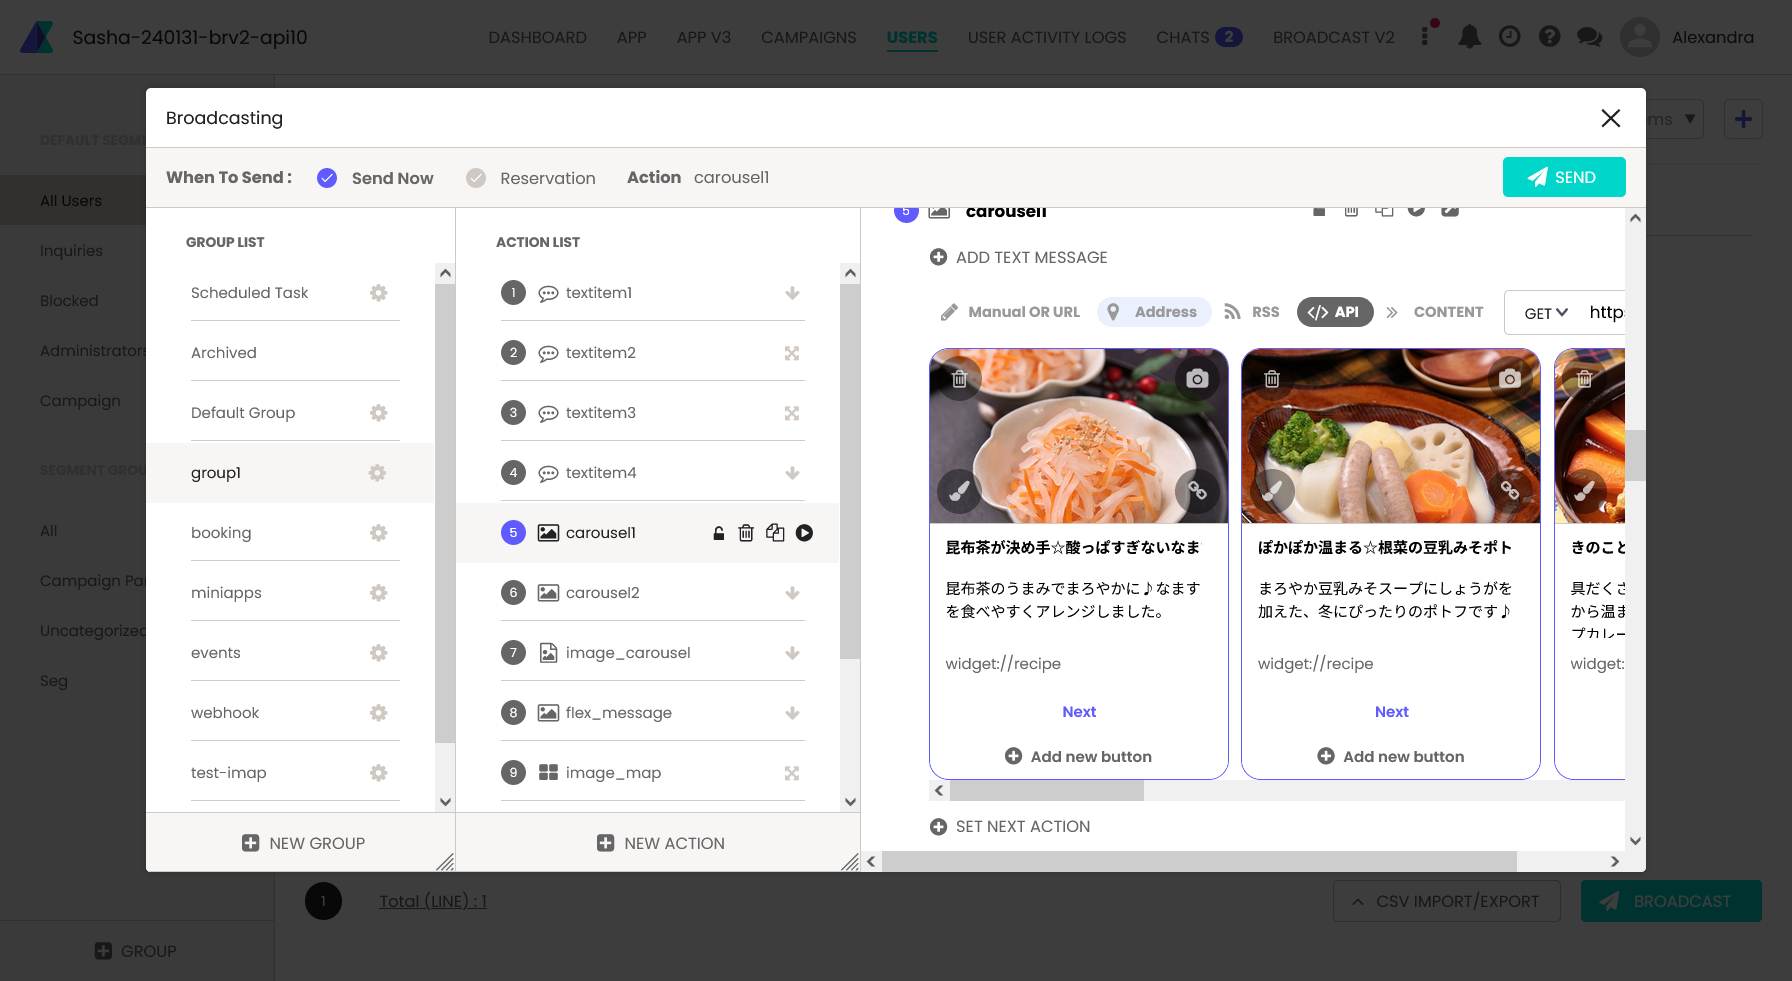 Sasha-240131-brv2-api10
DASHBOARD
APP
APP V3
CAMPAIGNS
USERS
USER ACTIVITY LOGS
CHATS 2
BROADCAST V2
Alexandra
Broadcasting
When To Send :
Send Now
Reservation
Action carousel1
SEND
DEFAULT SEGME
All Users
Inquiries
Blocked
Administrators
Campaign
SEGMENT GROU
All
Campaign Pa
Uncategorized
Seg
GROUP
GROUP LIST
Scheduled Task
Archived
Default Group
group1
booking
miniapps
events
webhook
test-imap
NEW GROUP
ACTION LIST
1 textitem1
2 textitem2
3 textitem3
4 textitem4
5 carousel1
6 carousel2
7 image_carousel
8 flex_message
9 image_map
NEW ACTION
5 carousel1
ADD TEXT MESSAGE
Manual OR URL
Address
RSS
</> API
CONTENT
GET
http
昆布茶が決め手☆酸っぱすぎないなま
昆布茶のうまみでまろやかに♪なます
を食べやすくアレンジしました。
widget://recipe
Next
Add new button
ぽかぽか温まる☆根菜の豆乳みそポト
まろやか豆乳みそスープにしょうがを
加えた、冬にぴったりのポトフです♪
widget://recipe
Next
Add new button
きのこと
具だくさ
から温ま
プカレー
widget:
SET NEXT ACTION
1
Total (LINE) : 1
CSV IMPORT/EXPORT
BROADCAST